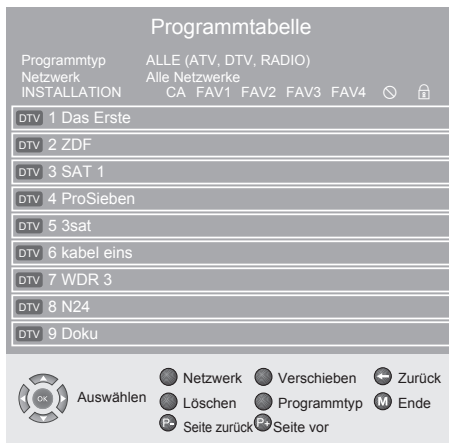 Programmtabelle
Programmtyp ALLE (ATV, DTV, RADIO)
Netzwerk Alle Netzwerke
INSTALLATION CA FAV1 FAV2 FAV3 FAV4
DTV 1 Das Erste
DTV 2 ZDF
DTV 3 SAT 1
DTV 4 ProSieben
DTV 5 3sat
DTV 6 kabel eins
DTV 7 WDR 3
DTV 8 N24
DTV 9 Doku
OK Auswählen Netzwerk Verschieben Zurück
Löschen Programmtyp M Ende
P- Seite zurück P+ Seite vor